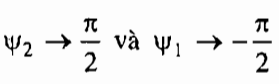 ψ₂ → π/2 và ψ₁ → −π/2